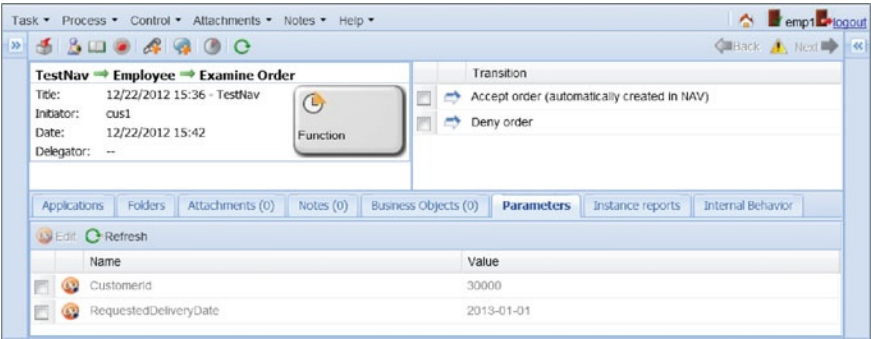 Task Process Control Attachments Notes Help emp1 logout
Back Next
TestNav Employee Examine Order
Title: 12/22/2012 15:36 - TestNav
Initiator: cus1
Date: 12/22/2012 15:42
Delegator: --
Function
Transition
Accept order (automatically created in NAV)
Deny order
Applications Folders Attachments (0) Notes (0) Business Objects (0) Parameters Instance reports Internal Behavior
Edit Refresh
Name Value
CustomerId 30000
RequestedDeliveryDate 2013-01-01